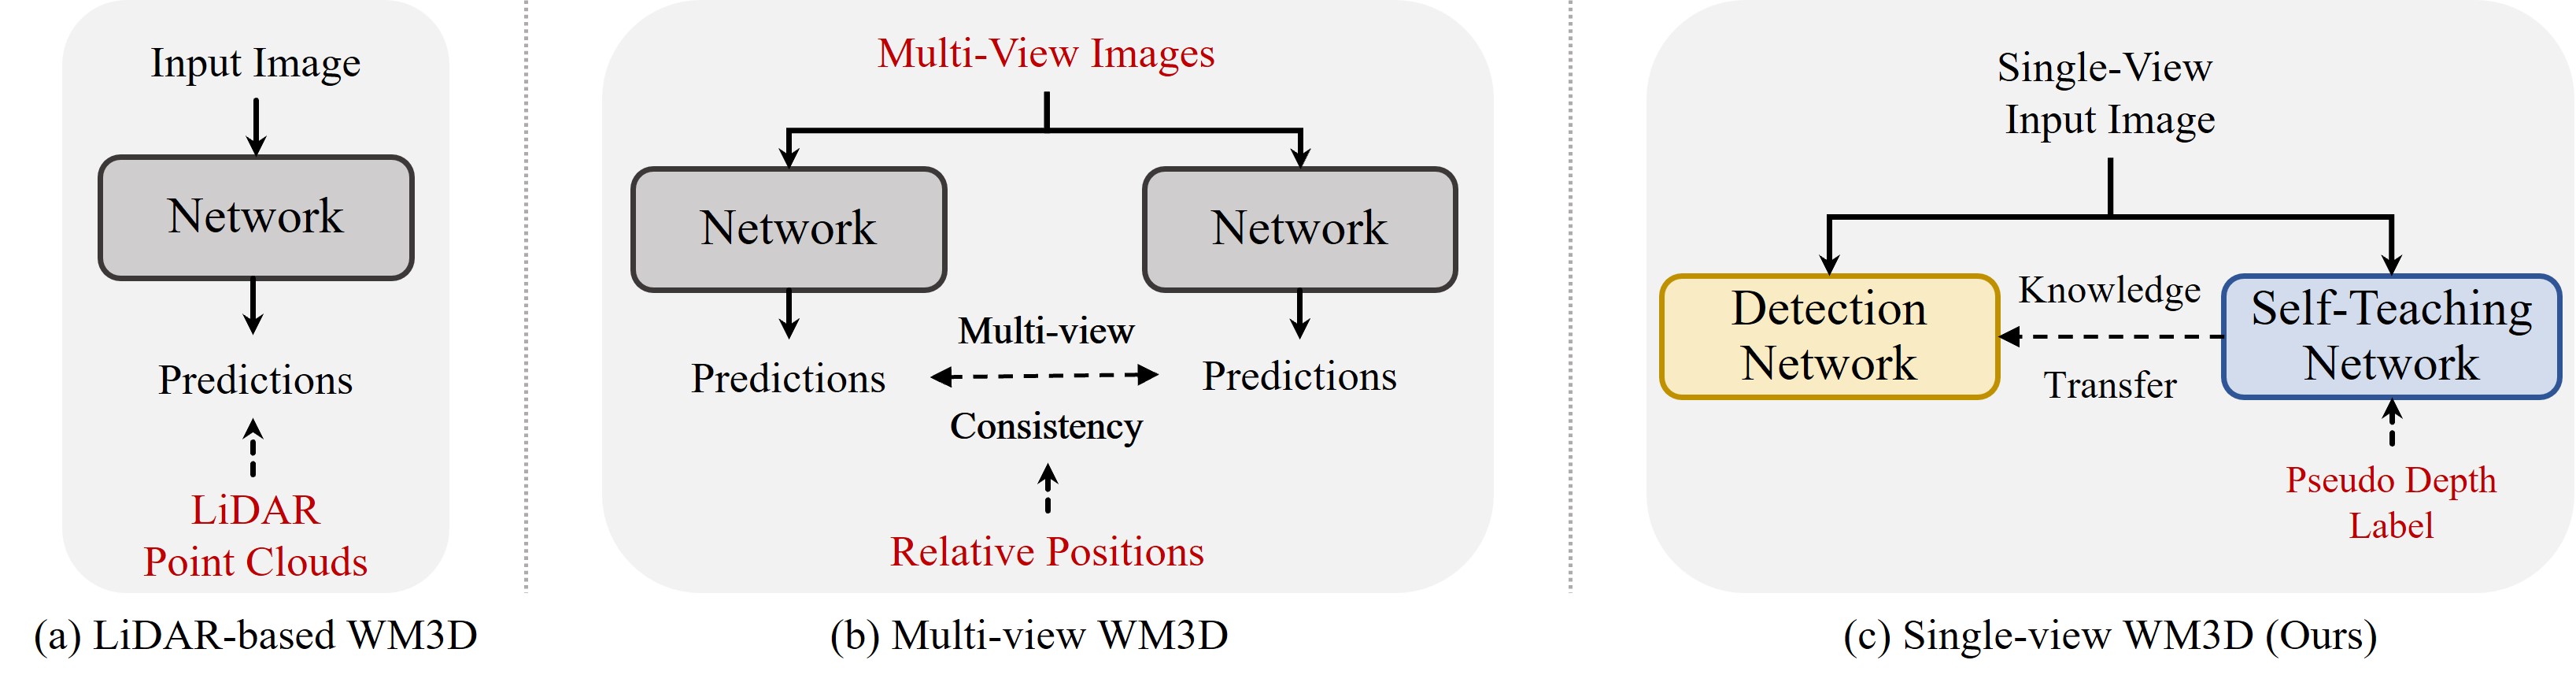 Input Image
Network
Predictions
LiDAR
Point Clouds
(a) LiDAR-based WM3D
Multi-View Images
Network
Network
Multi-view
Predictions
Predictions
Consistency
Relative Positions
(b) Multi-view WM3D
Single-View
Input Image
Detection
Network
Knowledge
Transfer
Self-Teaching
Network
Pseudo Depth
Label
(c) Single-view WM3D (Ours)